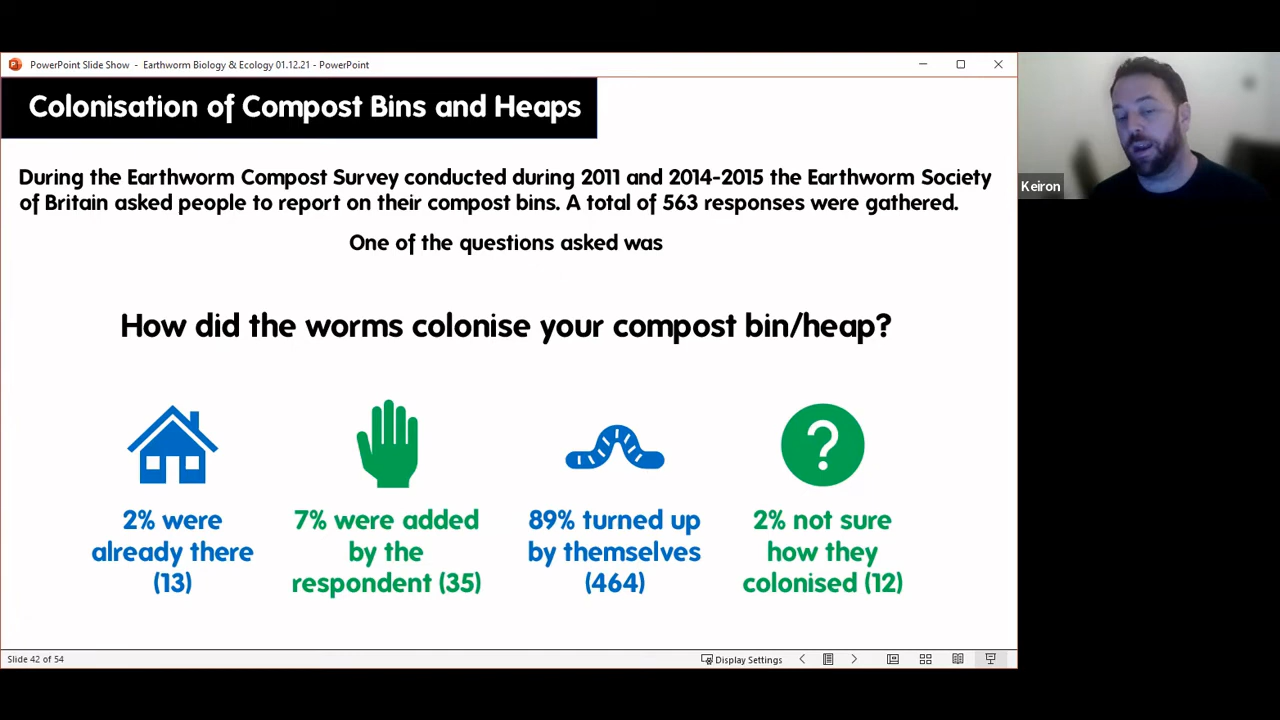 PowerPoint Slide Show - Earthworm Biology & Ecology 01.12.21 - PowerPoint
Colonisation of Compost Bins and Heaps
During the Earthworm Compost Survey conducted during 2011 and 2014-2015 the Earthworm Society
of Britain asked people to report on their compost bins. A total of 563 responses were gathered.
One of the questions asked was
How did the worms colonise your compost bin/heap?
2% were
already there
(13)
7% were added
by the
respondent (35)
89% turned up
by themselves
(464)
?
2% not sure
how they
colonised (12)
Keiron
Slide 42 of 54
Display Settings